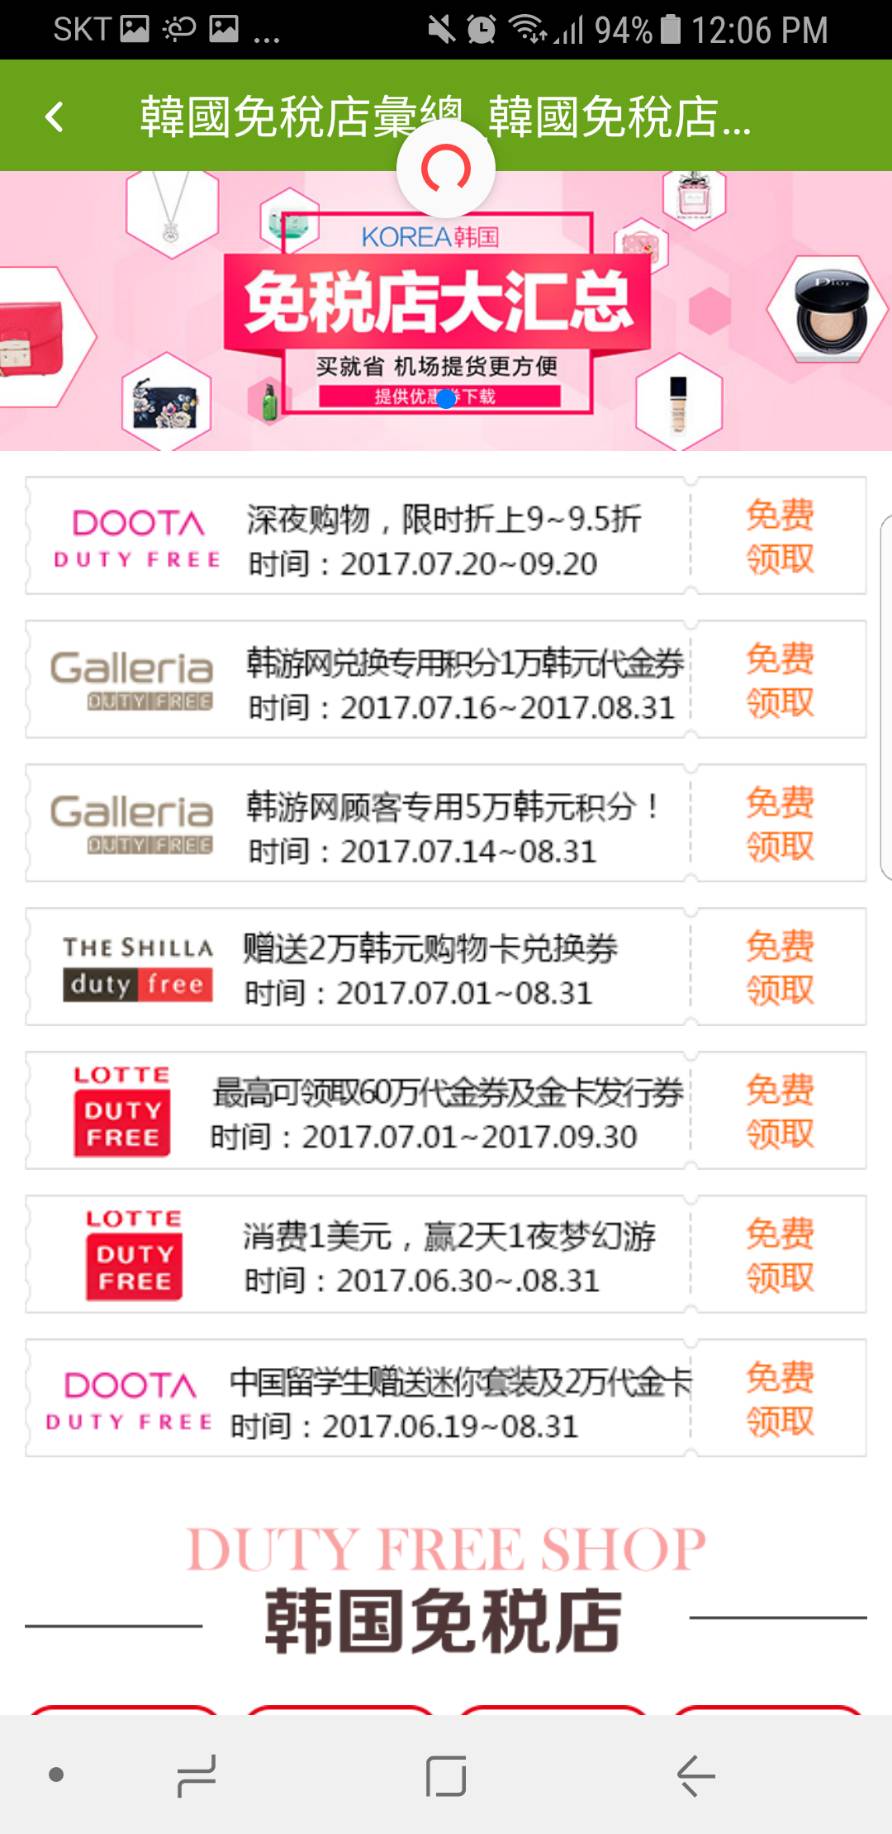 SKT ... 94% 12:06 PM
韓國免稅店彙總_韓國免稅店...
KOREA韩国
免税店大汇总
买就省 机场提货更方便
提供优惠券下载
Dior
DOOTA
DUTY FREE
深夜购物，限时折上9~9.5折
时间：2017.07.20~09.20
免费
领取
Galleria
DUTY FREE
韩游网兑换专用积分1万韩元代金券
时间：2017.07.16~2017.08.31
免费
领取
Galleria
DUTY FREE
韩游网顾客专用5万韩元积分！
时间：2017.07.14~08.31
免费
领取
THE SHILLA
duty free
赠送2万韩元购物卡兑换券
时间：2017.07.01~08.31
免费
领取
LOTTE
DUTY
FREE
最高可领取60万代金券及金卡发行券
时间：2017.07.01~2017.09.30
免费
领取
LOTTE
DUTY
FREE
消费1美元，赢2天1夜梦幻游
时间：2017.06.30~.08.31
免费
领取
DOOTA
DUTY FREE
中国留学生赠送迷你套装及2万代金卡
时间：2017.06.19~08.31
免费
领取
DUTY FREE SHOP
韩国免税店